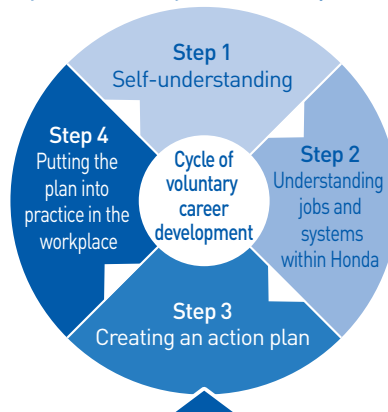 Step 1
Self-understanding
Step 2
Understanding
jobs and
systems
within Honda
Step 3
Creating an action plan
Step 4
Putting the
plan into
practice in the
workplace
Cycle of
voluntary
career
development